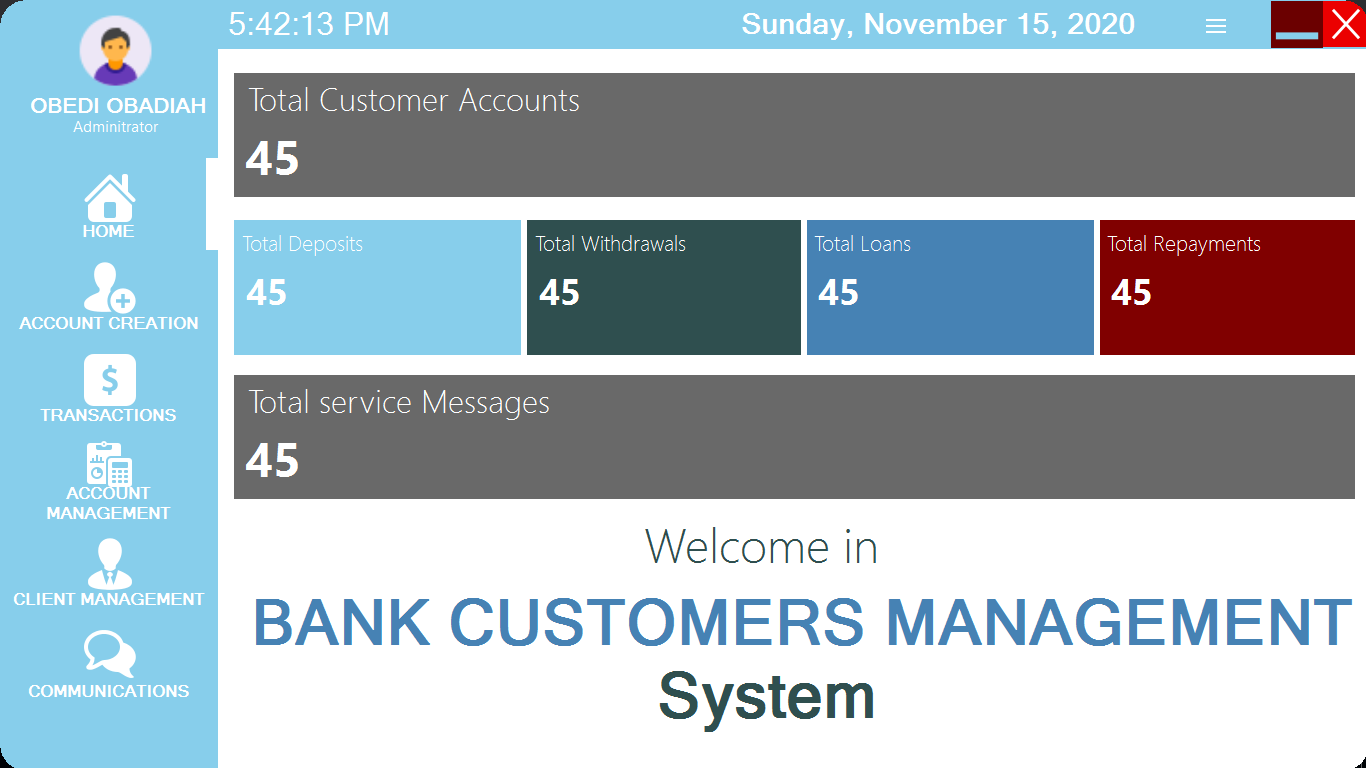 5:42:13 PM
Sunday, November 15, 2020
OBEDI OBADIAH
Adminitrator
HOME
ACCOUNT CREATION
$
TRANSACTIONS
ACCOUNT
MANAGEMENT
CLIENT MANAGEMENT
COMMUNICATIONS
Total Customer Accounts
45
Total Deposits
45
Total Withdrawals
45
Total Loans
45
Total Repayments
45
Total service Messages
45
Welcome in
BANK CUSTOMERS MANAGEMENT
System